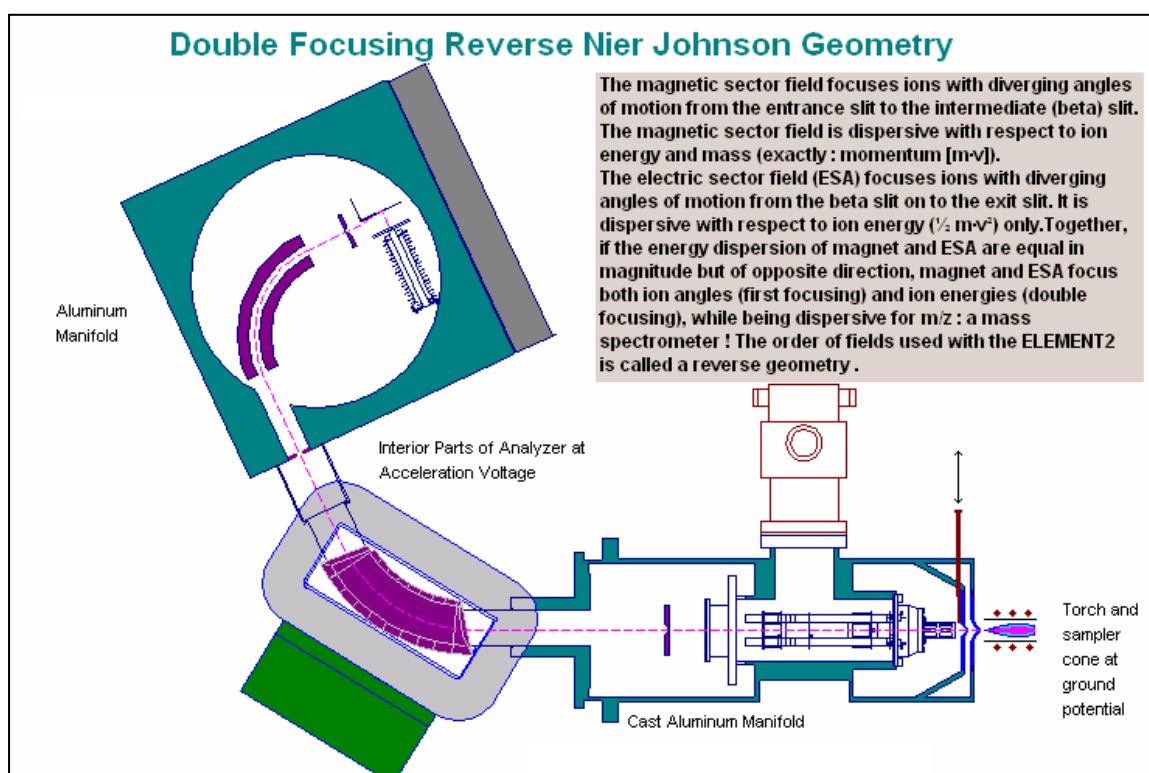 Double Focusing Reverse Nier Johnson Geometry
The magnetic sector field focuses ions with diverging angles
of motion from the entrance slit to the intermediate (beta) slit.
The magnetic sector field is dispersive with respect to ion
energy and mass (exactly : momentum [m·v]).
The electric sector field (ESA) focuses ions with diverging
angles of motion from the beta slit on to the exit slit. It is
dispersive with respect to ion energy (½ m·v²) only.Together,
if the energy dispersion of magnet and ESA are equal in
magnitude but of opposite direction, magnet and ESA focus
both ion angles (first focusing) and ion energies (double
focusing), while being dispersive for m/z : a mass
spectrometer ! The order of fields used with the ELEMENT2
is called a reverse geometry .
Aluminum
Manifold
Interior Parts of Analyzer at
Acceleration Voltage
Torch and
sampler
cone at
ground
potential
Cast Aluminum Manifold